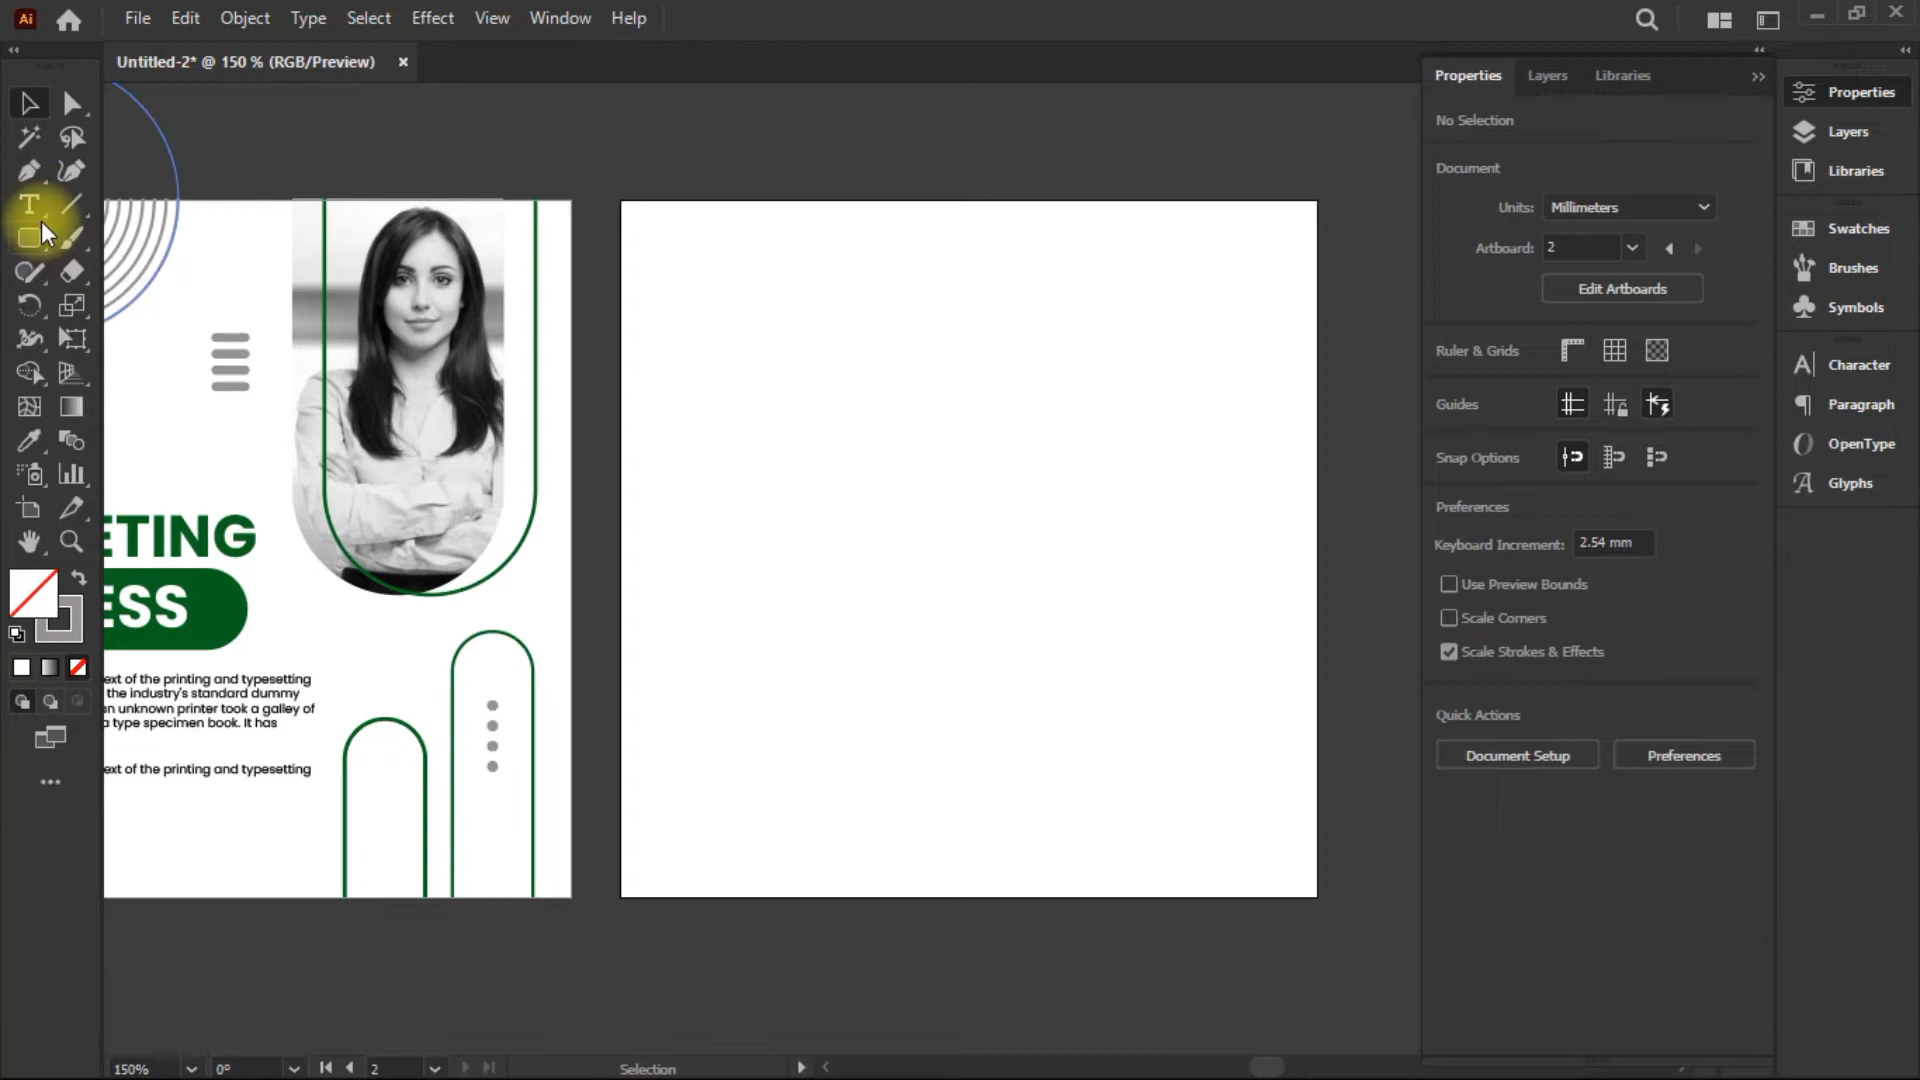 Ai
File Edit Object Type Select Effect View Window Help
Untitled-2* @ 150 % (RGB/Preview) ×
Properties Layers Libraries
No Selection
Document
Units: Millimeters
Artboard: 2
Edit Artboards
Ruler & Grids
Guides
Snap Options
Preferences
Keyboard Increment: 2.54 mm
Use Preview Bounds
Scale Corners
Scale Strokes & Effects
Quick Actions
Document Setup Preferences
Properties
Layers
Libraries
Swatches
Brushes
Symbols
Character
Paragraph
OpenType
Glyphs
ETING
ESS
ext of the printing and typesetting
the industry's standard dummy
n unknown printer took a galley of
a type specimen book. It has
ext of the printing and typesetting
150% 0° 2 Selection